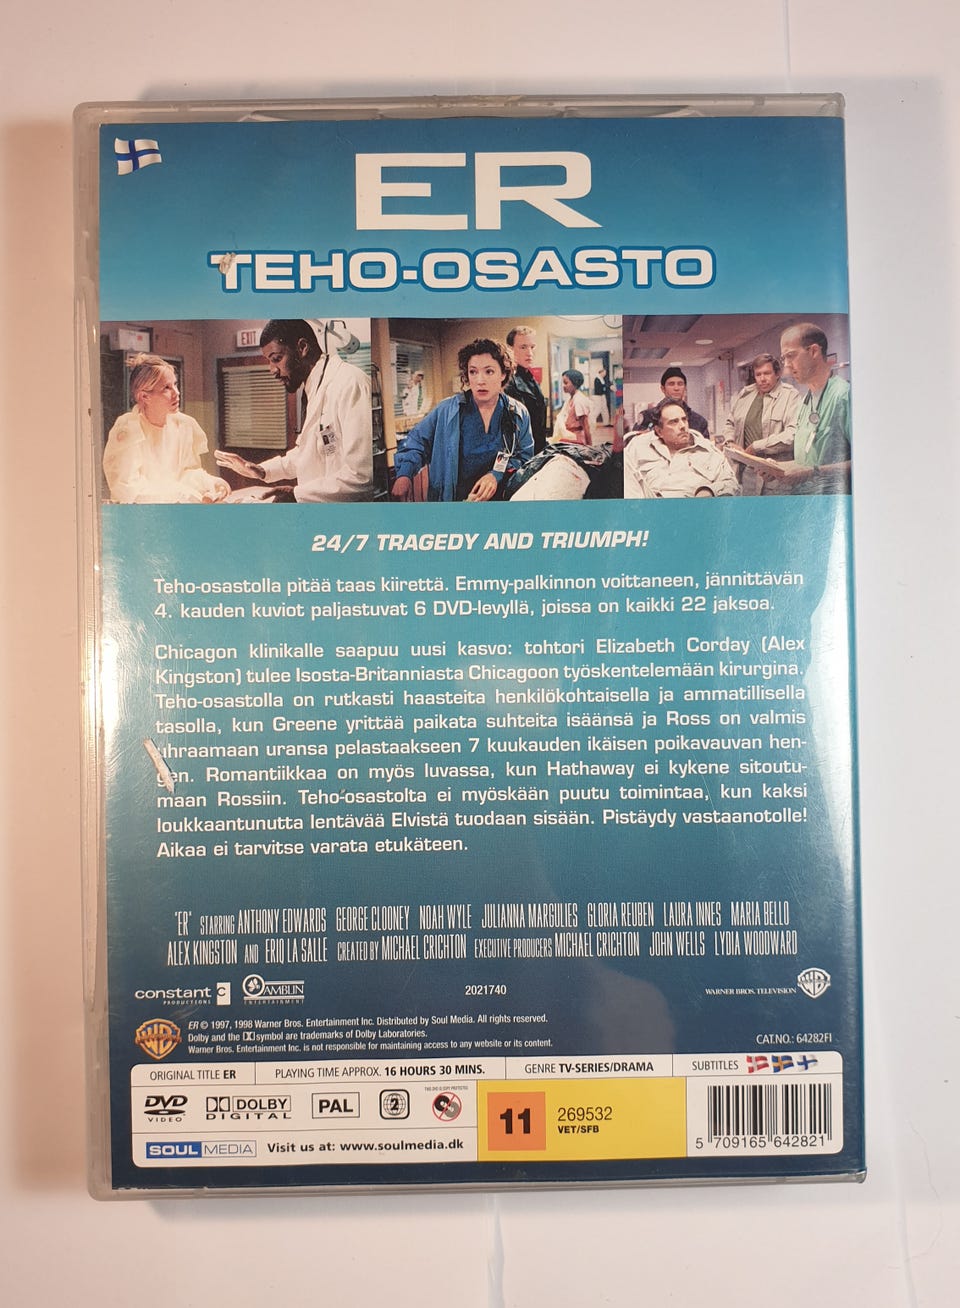 ER
TEHO-OSASTO
EXIT
24/7 TRAGEDY AND TRIUMPH!
Teho-osastolla pitää taas kiirettä. Emmy-palkinnon voittaneen, jännittävän
4. kauden kuviot paljastuvat 6 DVD-levyllä, joissa on kaikki 22 jaksoa.
Chicagon klinikalle saapuu uusi kasvo: tohtori Elizabeth Corday (Alex
Kingston) tulee Isosta-Britanniasta Chicagoon työskentelemään kirurgina.
Teho-osastolla on rutkasti haasteita henkilökohtaisella ja ammatillisella
tasolla, kun Greene yrittää paikata suhteita isäänsä ja Ross on valmis
uhraamaan uransa pelastaakseen 7 kuukauden ikäisen poikavauvan hen-
gen. Romantiikkaa on myös luvassa, kun Hathaway ei kykene sitoutu-
maan Rossiin. Teho-osastolta ei myöskään puutu toimintaa, kun kaksi
loukkaantunutta lentävää Elvistä tuodaan sisään. Pistäydy vastaanotolle!
Aikaa ei tarvitse varata etukäteen.
"ER" STARRING ANTHONY EDWARDS GEORGE CLOONEY NOAH WYLE JULIANNA MARGULIES GLORIA REUBEN LAURA INNES MARIA BELLO
ALEX KINGSTON AND ERIQ LA SALLE CREATED BY MICHAEL CRICHTON EXECUTIVE PRODUCERS MICHAEL CRICHTON JOHN WELLS LYDIA WOODWARD
constant c PRODUCTIONS AMBLIN ENTERTAINMENT 2021740 WARNER BROS. TELEVISION WB
WB ER © 1997, 1998 Warner Bros. Entertainment Inc. Distributed by Soul Media. All rights reserved.
Dolby and the DD symbol are trademarks of Dolby Laboratories.
Warner Bros. Entertainment Inc. is not responsible for maintaining access to any website or its content.
CAT.NO.: 64282FI
ORIGINAL TITLE ER PLAYING TIME APPROX. 16 HOURS 30 MINS. GENRE TV-SERIES/DRAMA SUBTITLES
DVD VIDEO DOLBY DIGITAL PAL 2 THIS DVD IS COPY PROTECTED
11 269532
VET/SFB
SOUL MEDIA Visit us at: www.soulmedia.dk
5 709165 642821